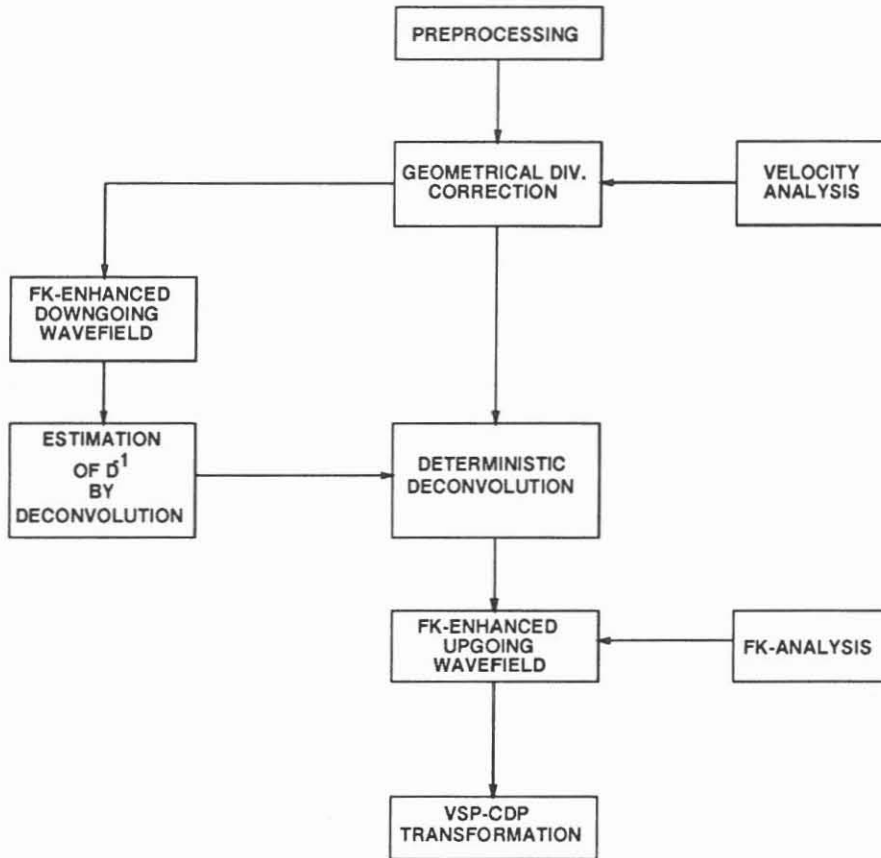 PREPROCESSING
GEOMETRICAL DIV.
CORRECTION
VELOCITY
ANALYSIS
FK-ENHANCED
DOWNGOING
WAVEFIELD
ESTIMATION
OF D⁻¹
BY
DECONVOLUTION
DETERMINISTIC
DECONVOLUTION
FK-ENHANCED
UPGOING
WAVEFIELD
FK-ANALYSIS
VSP-CDP
TRANSFORMATION